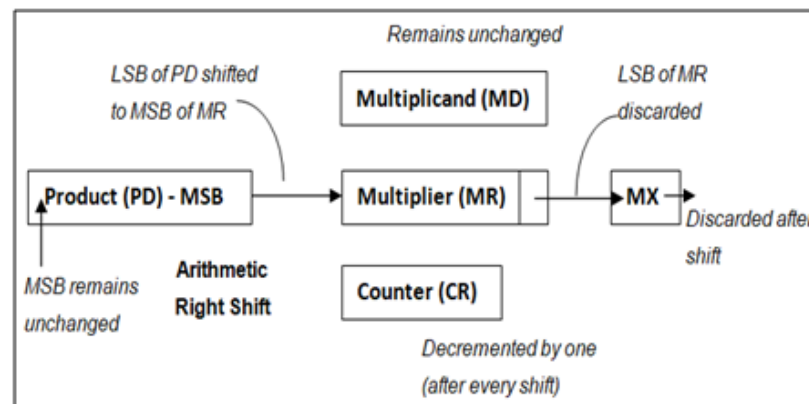 Remains unchanged
LSB of PD shifted
to MSB of MR
LSB of MR
discarded
Multiplicand (MD)
Product (PD) - MSB
Multiplier (MR)
MX
Discarded after
shift
MSB remains
unchanged
Arithmetic
Right Shift
Counter (CR)
Decremented by one
(after every shift)